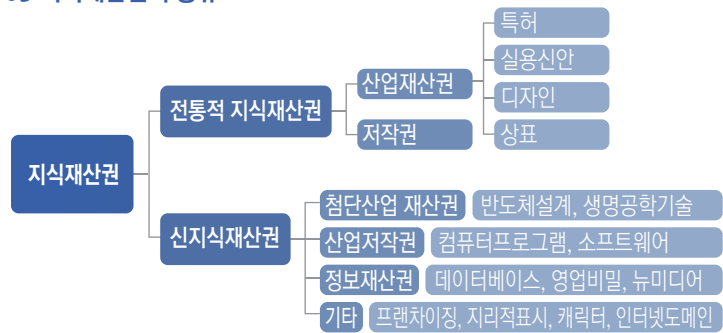 특허
실용신안
산업재산권
전통적 지식재산권
디자인
저작권
상표
지식재산권
첨단산업 재산권 반도체설계, 생명공학기술
신지식재산권
산업저작권 컴퓨터프로그램, 소프트웨어
정보재산권 데이터베이스, 영업비밀, 뉴미디어
기타 프랜차이징, 지리적표시, 캐릭터, 인터넷도메인